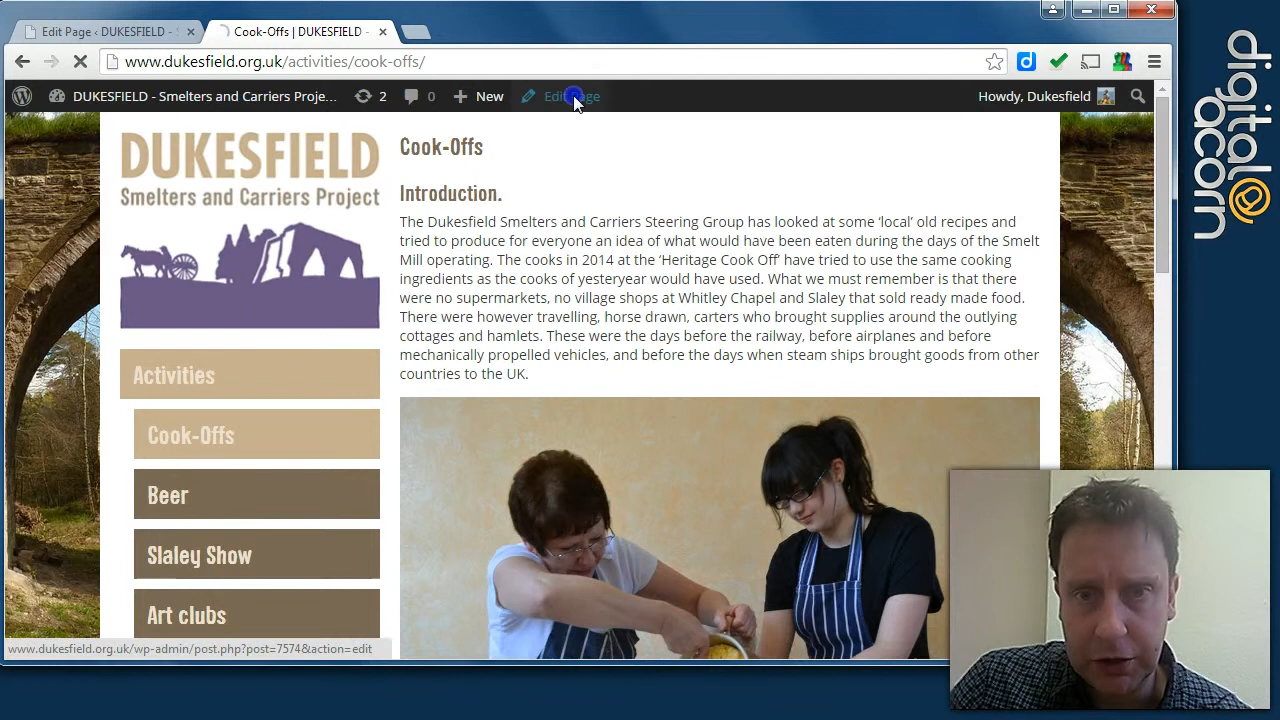 Edit Page ‹ DUKESFIELD - S
Cook-Offs | DUKESFIELD -
www.dukesfield.org.uk/activities/cook-offs/
DUKESFIELD - Smelters and Carriers Proje...
2
0
New
Edit Page
Howdy, Dukesfield
DUKESFIELD
Smelters and Carriers Project
Activities
Cook-Offs
Beer
Slaley Show
Art clubs
Cook-Offs
Introduction.
The Dukesfield Smelters and Carriers Steering Group has looked at some ‘local’ old recipes and
tried to produce for everyone an idea of what would have been eaten during the days of the Smelt
Mill operating. The cooks in 2014 at the ‘Heritage Cook Off’ have tried to use the same cooking
ingredients as the cooks of yesteryear would have used. What we must remember is that there
were no supermarkets, no village shops at Whitley Chapel and Slaley that sold ready made food.
There were however travelling, horse drawn, carters who brought supplies around the outlying
cottages and hamlets. These were the days before the railway, before airplanes and before
mechanically propelled vehicles, and before the days when steam ships brought goods from other
countries to the UK.
www.dukesfield.org.uk/wp-admin/post.php?post=7574&action=edit
digital@
acorn